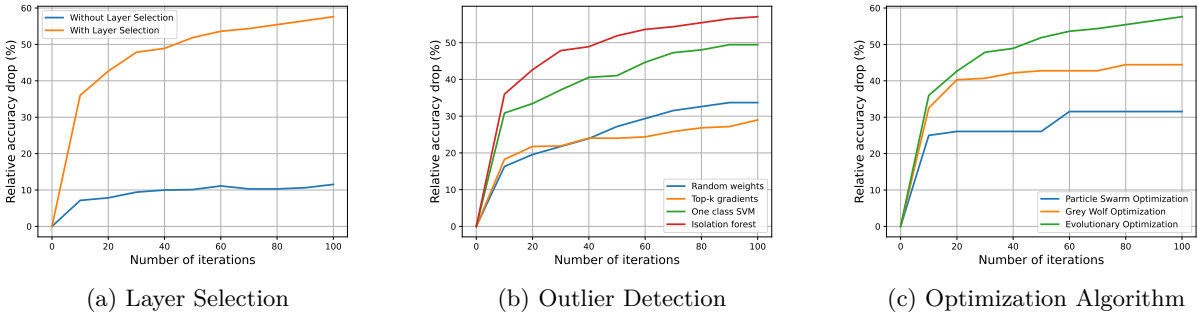 60
50
40
30
20
10
0
Relative accuracy drop (%)
Without Layer Selection
With Layer Selection
0 20 40 60 80 100
Number of iterations
(a) Layer Selection
50
40
30
20
10
0
Relative accuracy drop (%)
Random weights
Top-k gradients
One class SVM
Isolation forest
0 20 40 60 80 100
Number of iterations
(b) Outlier Detection
60
50
40
30
20
10
0
Relative accuracy drop (%)
Particle Swarm Optimization
Grey Wolf Optimization
Evolutionary Optimization
0 20 40 60 80 100
Number of iterations
(c) Optimization Algorithm